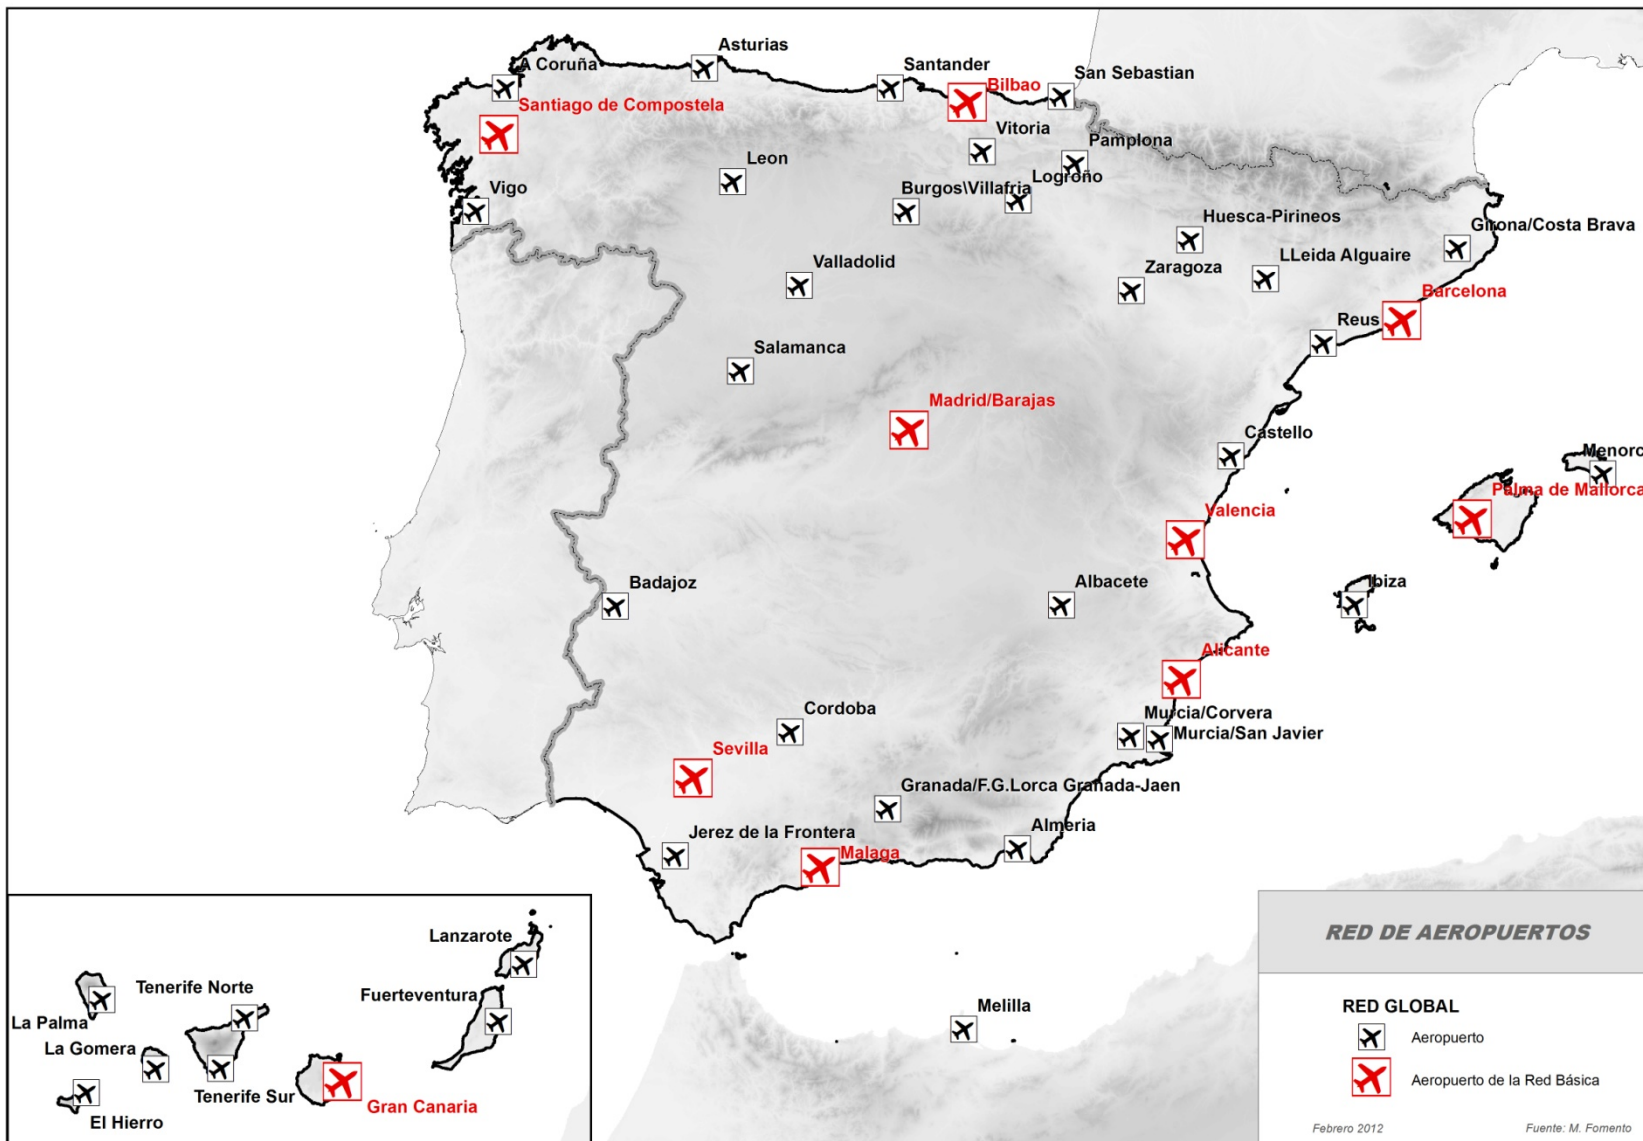 Asturias
A Coruña
Santander
Bilbao
San Sebastian
Santiago de Compostela
Vitoria
Pamplona
Leon
Logroño
Vigo
Burgos\Villafria
Huesca-Pirineos
Girona/Costa Brava
LLeida Alguaire
Valladolid
Zaragoza
Barcelona
Reus
Salamanca
Madrid/Barajas
Castello
Menorc
Palma de Mallorca
Valencia
Badajoz
Albacete
Ibiza
Alicante
Cordoba
Murcia/Corvera
Murcia/San Javier
Sevilla
Granada/F.G.Lorca Granada-Jaen
Jerez de la Frontera
Almeria
Malaga
Lanzarote
Tenerife Norte
Fuerteventura
La Palma
La Gomera
Tenerife Sur
Gran Canaria
El Hierro
Melilla
RED DE AEROPUERTOS
RED GLOBAL
Aeropuerto
Aeropuerto de la Red Básica
Febrero 2012
Fuente: M. Fomento